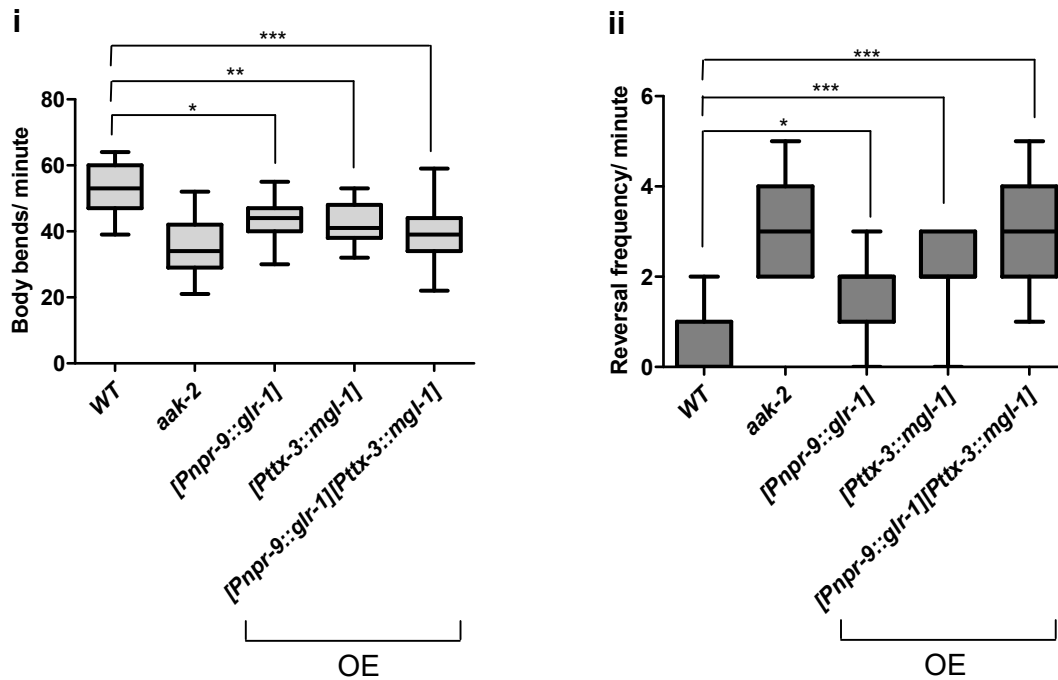 i
***
**
*
80
60
40
20
0
Body bends/ minute
WT
aak-2
[Pnpr-9::glr-1]
[Pttx-3::mgl-1]
[Pnpr-9::glr-1][Pttx-3::mgl-1]
OE
ii
***
***
*
6
4
2
0
Reversal frequency/ minute
WT
aak-2
[Pnpr-9::glr-1]
[Pttx-3::mgl-1]
[Pnpr-9::glr-1][Pttx-3::mgl-1]
OE